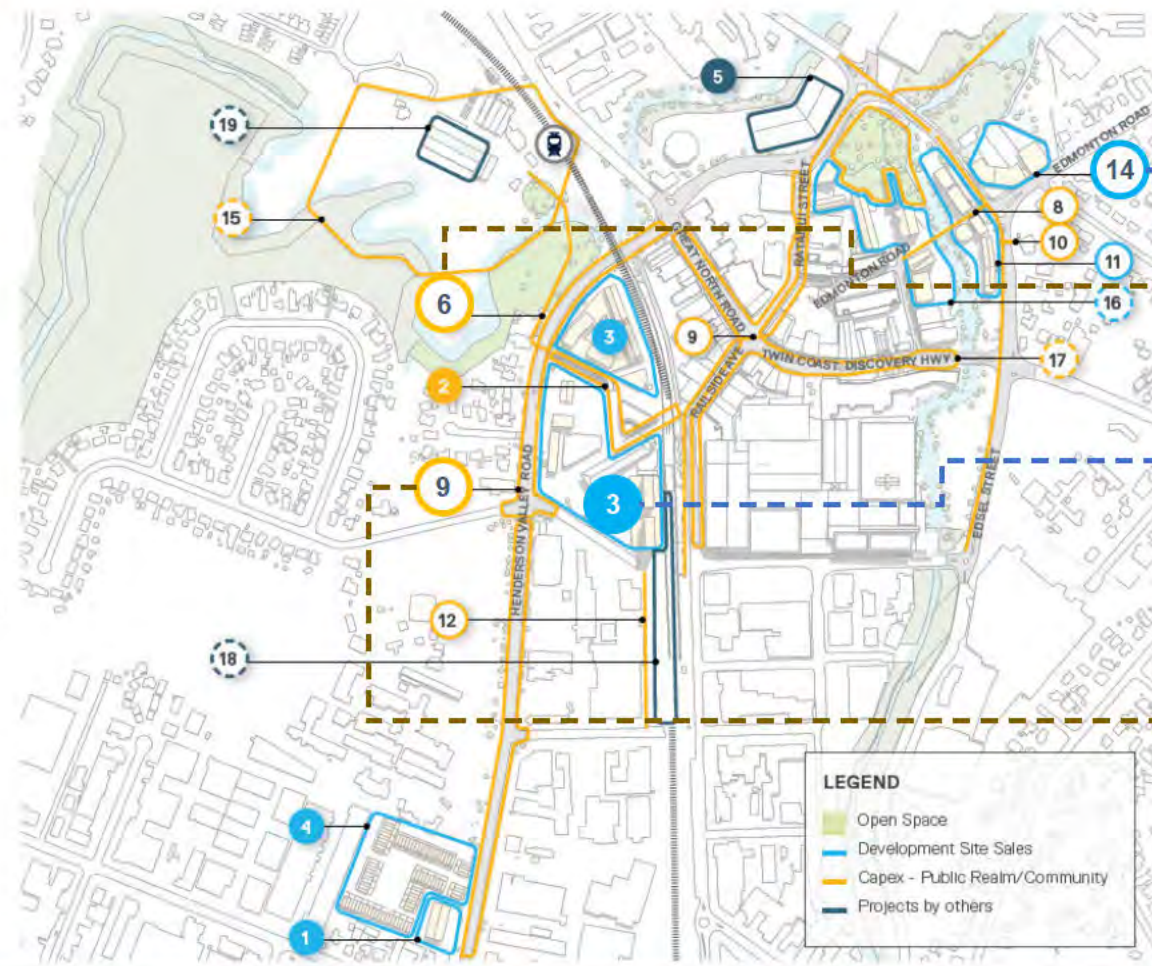 5
19
14
EDMONTON ROAD
15
8
RATANUI STREET
10
GREAT NORTH ROAD
EDMONTON ROAD
11
6
16
3
9
TWIN COAST DISCOVERY HWY
17
2
RAILSIDE AVE
HENDERSON VALLEY ROAD
9
3
EDSEL STREET
12
18
LEGEND
Open Space
Development Site Sales
Capex - Public Realm/Community
Projects by others
4
1